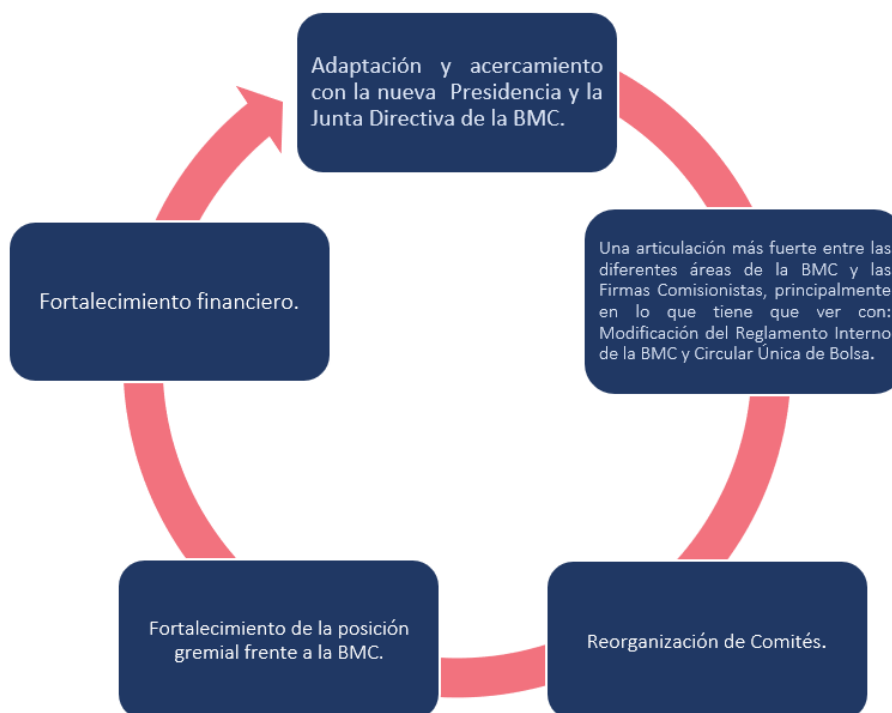 Adaptación y acercamiento
con la nueva Presidencia y la
Junta Directiva de la BMC.
Una articulación más fuerte entre las
diferentes áreas de la BMC y las
Firmas Comisionistas, principalmente
en lo que tiene que ver con:
Modificación del Reglamento Interno
de la BMC y Circular Única de Bolsa.
Reorganización de Comités.
Fortalecimiento de la posición
gremial frente a la BMC.
Fortalecimiento financiero.